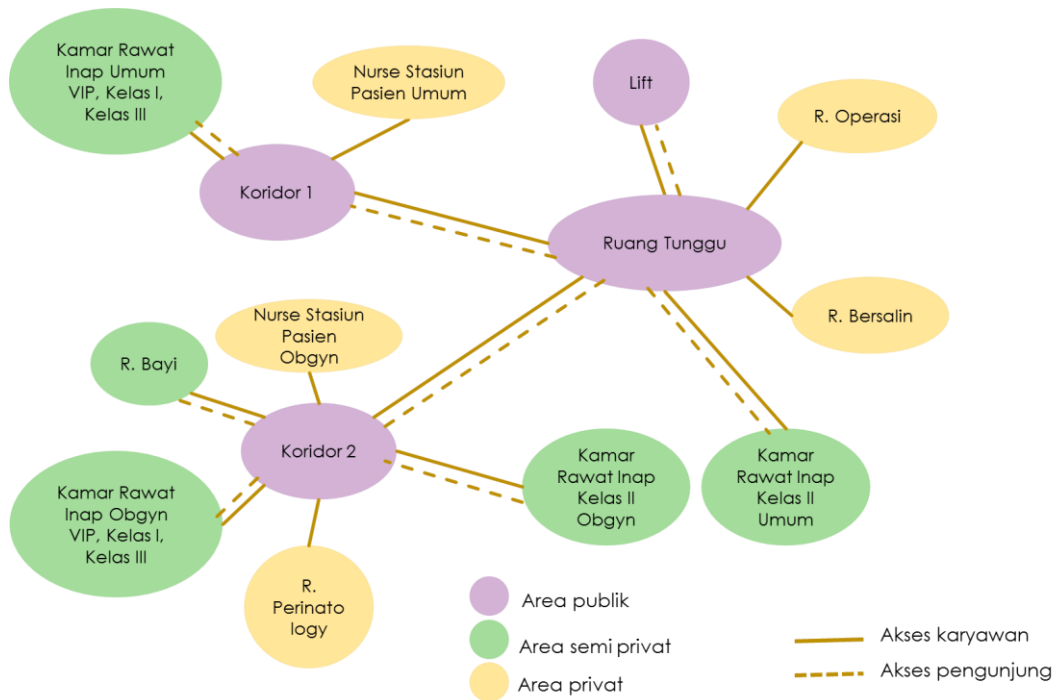 Kamar Rawat
Inap Umum
VIP, Kelas I,
Kelas III
Nurse Stasiun
Pasien Umum
Lift
R. Operasi
Koridor 1
Ruang Tunggu
R. Bersalin
Nurse Stasiun
Pasien
Obgyn
R. Bayi
Koridor 2
Kamar Rawat
Inap Obgyn
VIP, Kelas I,
Kelas III
Kamar
Rawat Inap
Kelas II
Obgyn
Kamar
Rawat Inap
Kelas II
Umum
R.
Perinato
logy
Area publik
Area semi privat
Area privat
Akses karyawan
Akses pengunjung